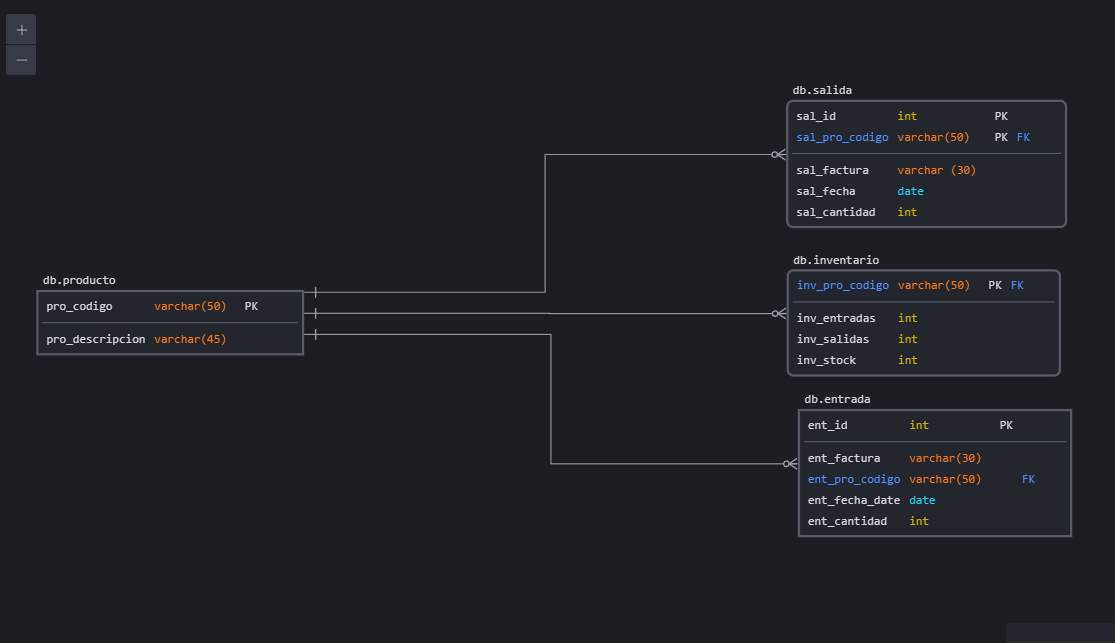 +
−
db.salida
sal_id int PK
sal_pro_codigo varchar(50) PK FK
sal_factura varchar (30)
sal_fecha date
sal_cantidad int
db.producto
pro_codigo varchar(50) PK
pro_descripcion varchar(45)
db.inventario
inv_pro_codigo varchar(50) PK FK
inv_entradas int
inv_salidas int
inv_stock int
db.entrada
ent_id int PK
ent_factura varchar(30)
ent_pro_codigo varchar(50) FK
ent_fecha_date date
ent_cantidad int